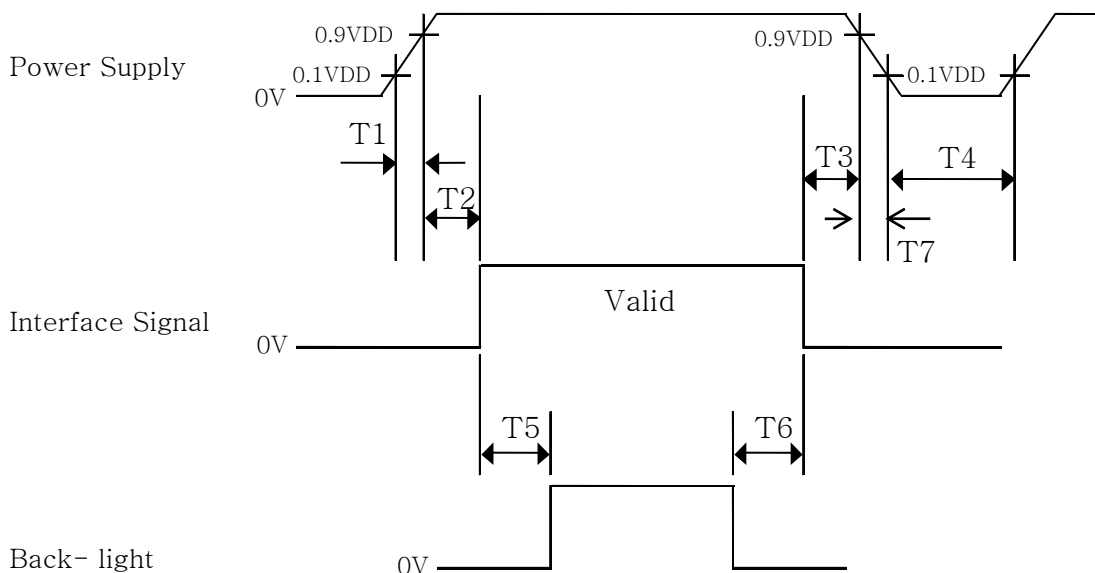 0.9VDD
0.9VDD
Power Supply
0.1VDD
0.1VDD
0V
T1
T3
T4
T2
T7
Valid
Interface Signal
0V
T5
T6
Back- light
0V